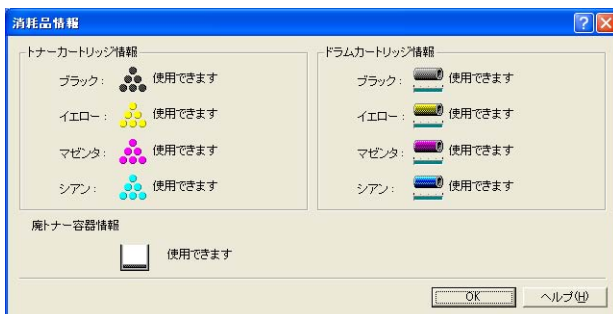 消耗品情報
トナーカートリッジ情報
ブラック: 使用できます
イエロー: 使用できます
マゼンタ: 使用できます
シアン: 使用できます
ドラムカートリッジ情報
ブラック: 使用できます
イエロー: 使用できます
マゼンタ: 使用できます
シアン: 使用できます
廃トナー容器情報
使用できます
OK
ヘルプ(H)